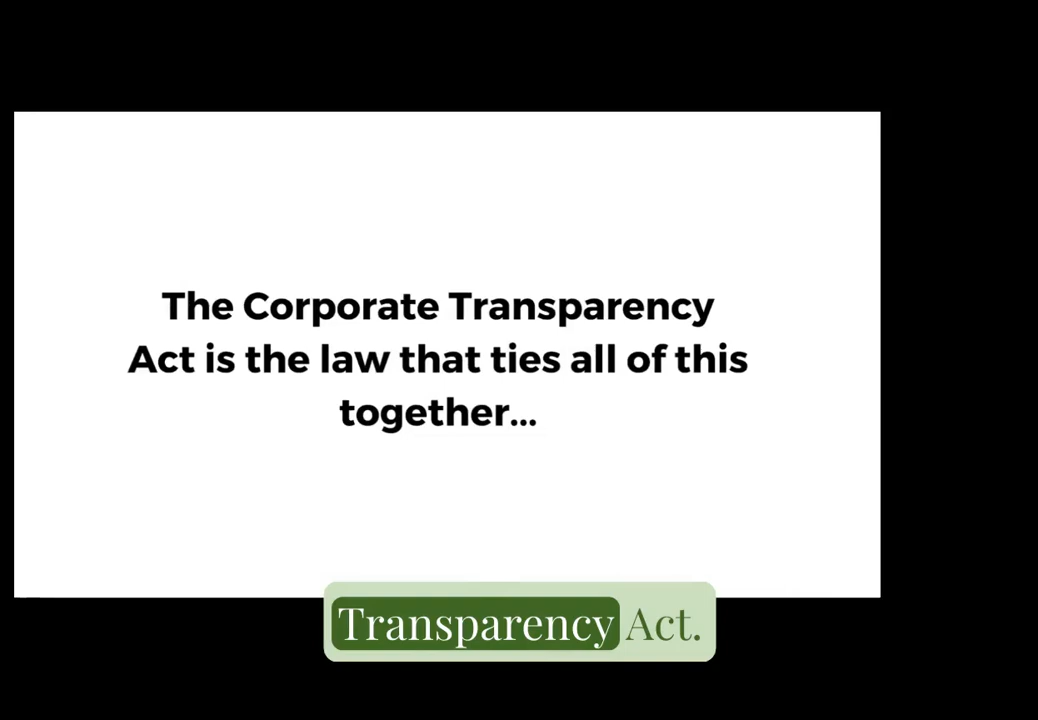 The Corporate Transparency
Act is the law that ties all of this
together...
Transparency Act.